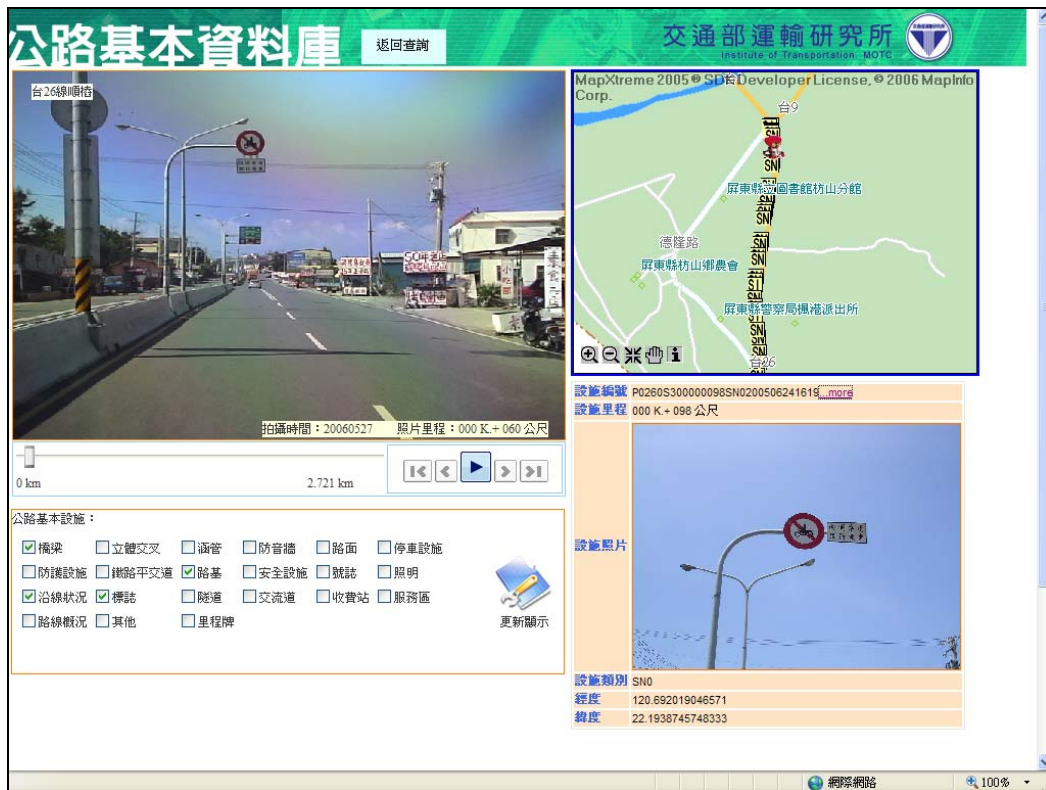 公路基本資料庫
返回查詢
交通部運輸研究所
Institute of Transportation, MOTC
台26線順樁
拍攝時間：20060527 照片里程：000 K.+ 060 公尺
0 km
2.721 km
公路基本設施：
橋梁 立體交叉 涵管 防音牆 路面 停車設施
防護設施 鐵路平交道 路基 安全設施 號誌 照明
沿線狀況 標誌 隧道 交流道 收費站 服務區
路線概況 其他 里程牌
更新顯示
MapXtreme 2005 ® SDK Developer License, © 2006 MapInfo
Corp.
台9
SN
屏東縣立圖書館枋山分館
SN
德隆路
SN
屏東縣枋山鄉農會
SN
屏東縣警察局楓港派出所
SN
台26
設施編號 P0260S300000098SN0200506241619...more
設施里程 000 K.+ 098 公尺
設施照片
設施類別 SN0
經度 120.692019046571
緯度 22.1938745748333
網際網路
100%